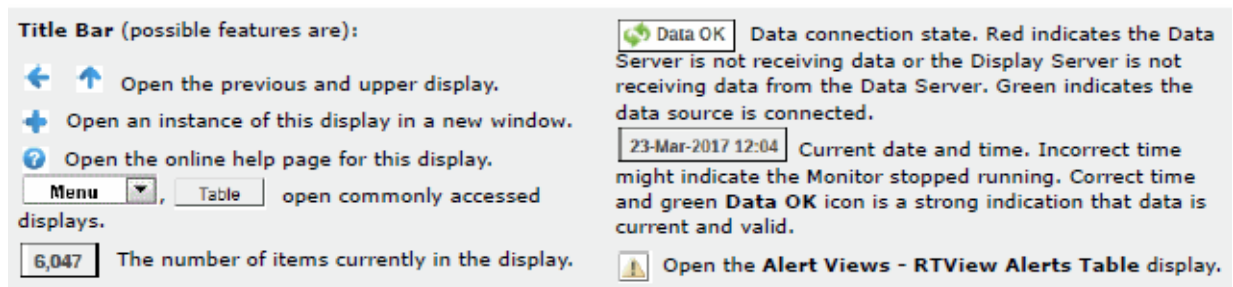 Title Bar (possible features are):
Open the previous and upper display.
Open an instance of this display in a new window.
Open the online help page for this display.
Menu , Table open commonly accessed
displays.
6,047 The number of items currently in the display.
Data OK Data connection state. Red indicates the Data
Server is not receiving data or the Display Server is not
receiving data from the Data Server. Green indicates the
data source is connected.
23-Mar-2017 12:04 Current date and time. Incorrect time
might indicate the Monitor stopped running. Correct time
and green Data OK icon is a strong indication that data is
current and valid.
Open the Alert Views - RTView Alerts Table display.